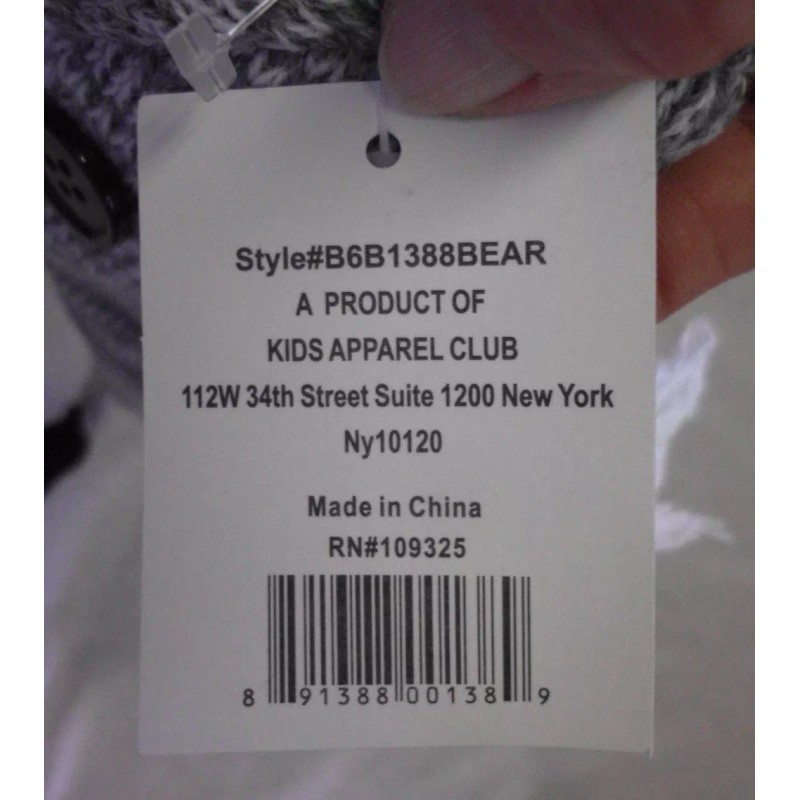 Style#B6B1388BEAR
A PRODUCT OF
KIDS APPAREL CLUB
112W 34th Street Suite 1200 New York
Ny10120
Made in China
RN#109325
8 91388 00138 9